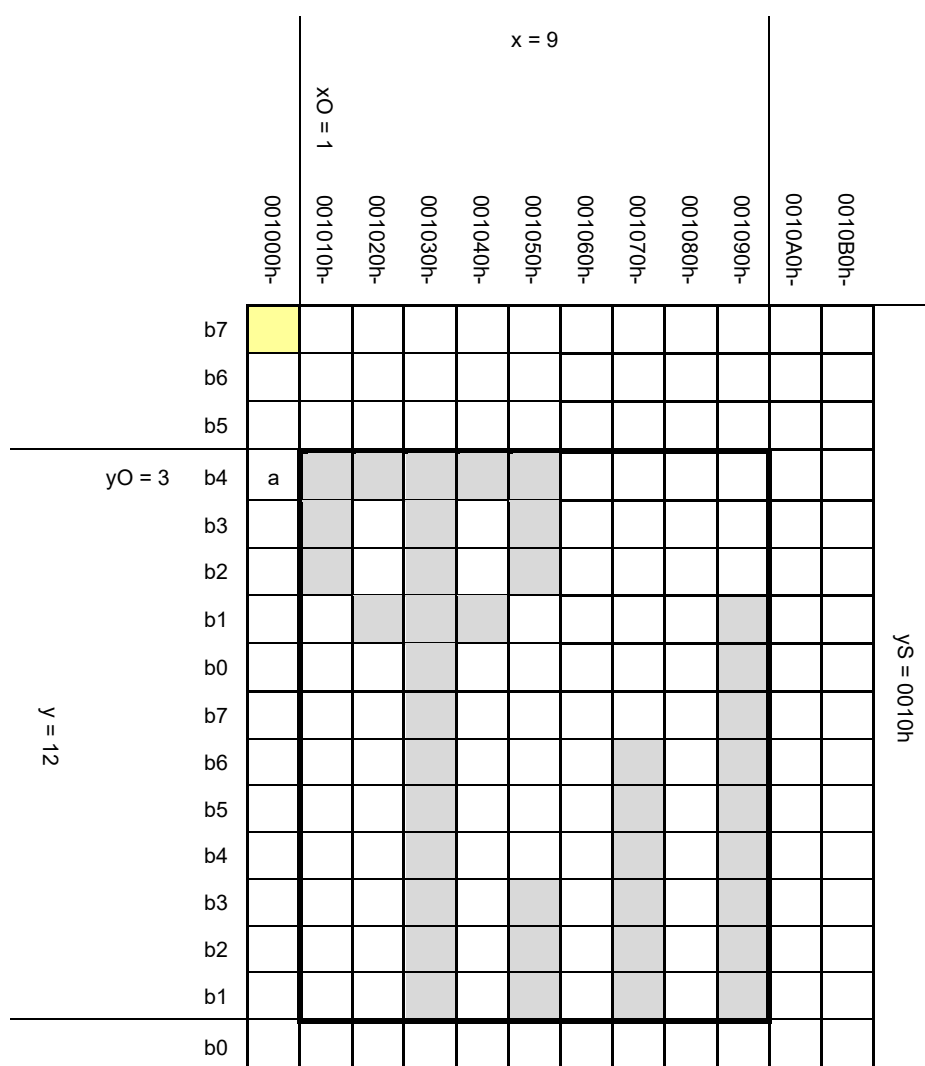 x = 9
xO = 1
001000h-
001010h-
001020h-
001030h-
001040h-
001050h-
001060h-
001070h-
001080h-
001090h-
0010A0h-
0010B0h-
b7
b6
b5
yO = 3
b4
a
b3
b2
b1
b0
b7
b6
b5
b4
b3
b2
b1
b0
y = 12
yS = 0010h